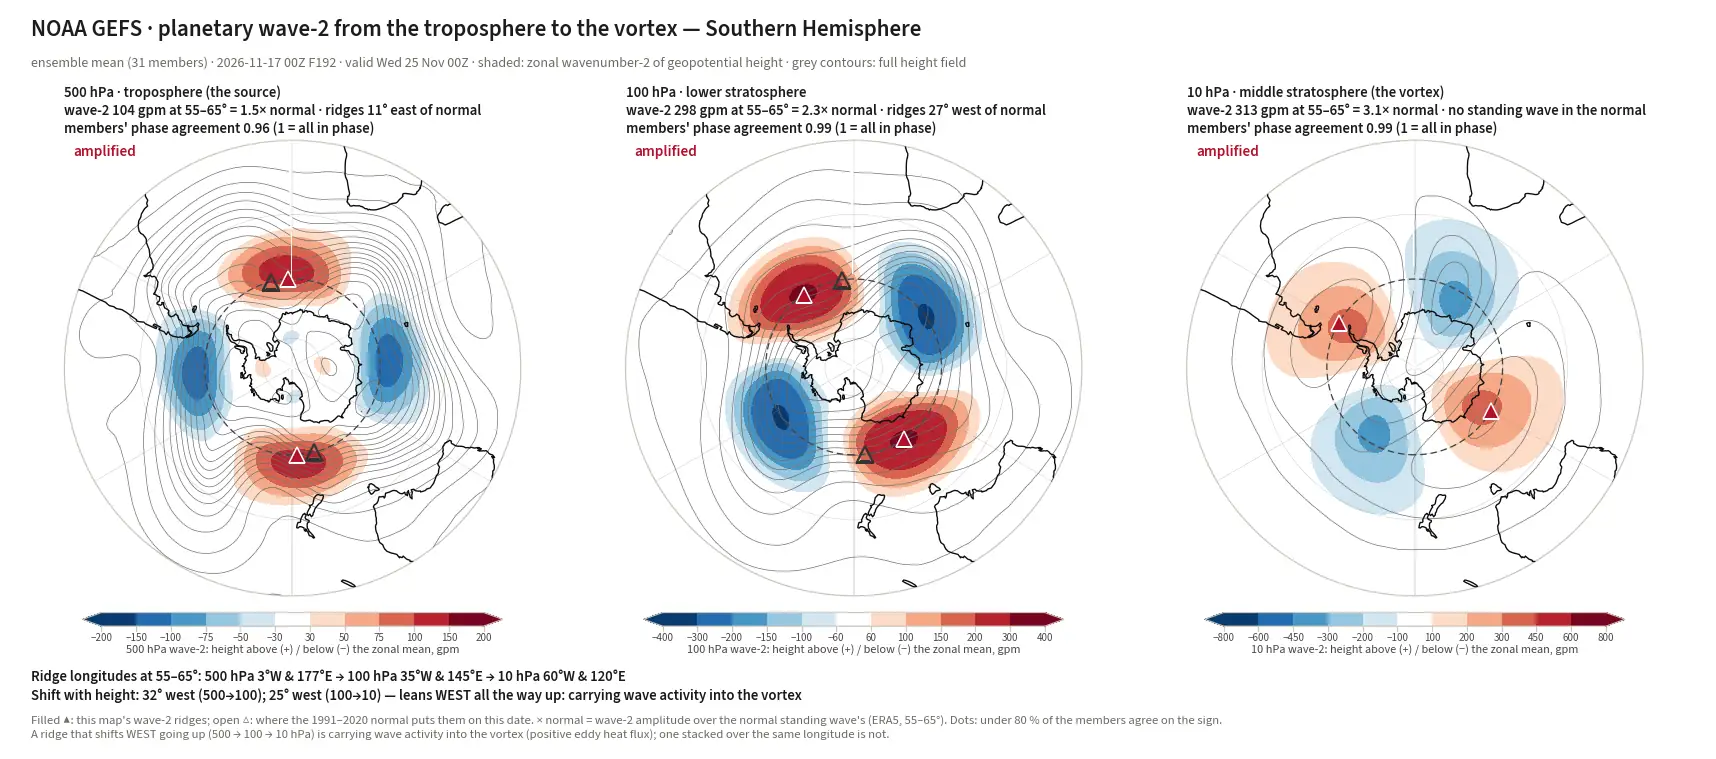 NOAA GEFS · planetary wave-2 from the troposphere to the vortex — Southern Hemisphere
ensemble mean (31 members) · 2026-11-17 00Z F192 · valid Wed 25 Nov 00Z · shaded: zonal wavenumber-2 of geopotential height · grey contours: full height field
500 hPa · troposphere (the source)
wave-2 104 gpm at 55–65° = 1.5× normal · ridges 11° east of normal
members' phase agreement 0.96 (1 = all in phase)
amplified
100 hPa · lower stratosphere
wave-2 298 gpm at 55–65° = 2.3× normal · ridges 27° west of normal
members' phase agreement 0.99 (1 = all in phase)
amplified
10 hPa · middle stratosphere (the vortex)
wave-2 313 gpm at 55–65° = 3.1× normal · no standing wave in the normal
members' phase agreement 0.99 (1 = all in phase)
amplified
−200 −150 −100 −75 −50 −30 30 50 75 100 150 200
500 hPa wave-2: height above (+) / below (−) the zonal mean, gpm
−400 −300 −200 −150 −100 −60 60 100 150 200 300 400
100 hPa wave-2: height above (+) / below (−) the zonal mean, gpm
−800 −600 −450 −300 −200 −100 100 200 300 450 600 800
10 hPa wave-2: height above (+) / below (−) the zonal mean, gpm
Ridge longitudes at 55–65°: 500 hPa 3°W & 177°E → 100 hPa 35°W & 145°E → 10 hPa 60°W & 120°E
Shift with height: 32° west (500→100); 25° west (100→10) — leans WEST all the way up: carrying wave activity into the vortex
Filled ▲: this map's wave-2 ridges; open △: where the 1991–2020 normal puts them on this date. × normal = wave-2 amplitude over the normal standing wave's (ERA5, 55–65°). Dots: under 80 % of the members agree on the sign.
A ridge that shifts WEST going up (500 → 100 → 10 hPa) is carrying wave activity into the vortex (positive eddy heat flux); one stacked over the same longitude is not.